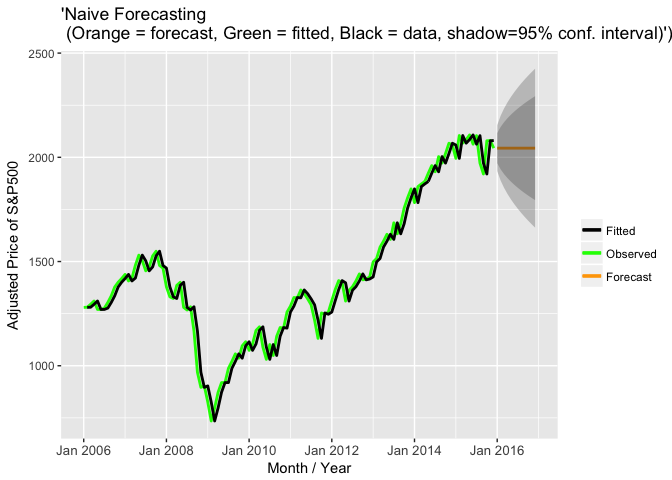 'Naive Forecasting
(Orange = forecast, Green = fitted, Black = data, shadow=95% conf. interval)')
2500
2000
1500
1000
Adjusted Price of S&P500
Jan 2006
Jan 2008
Jan 2010
Jan 2012
Jan 2014
Jan 2016
Month / Year
Fitted
Observed
Forecast